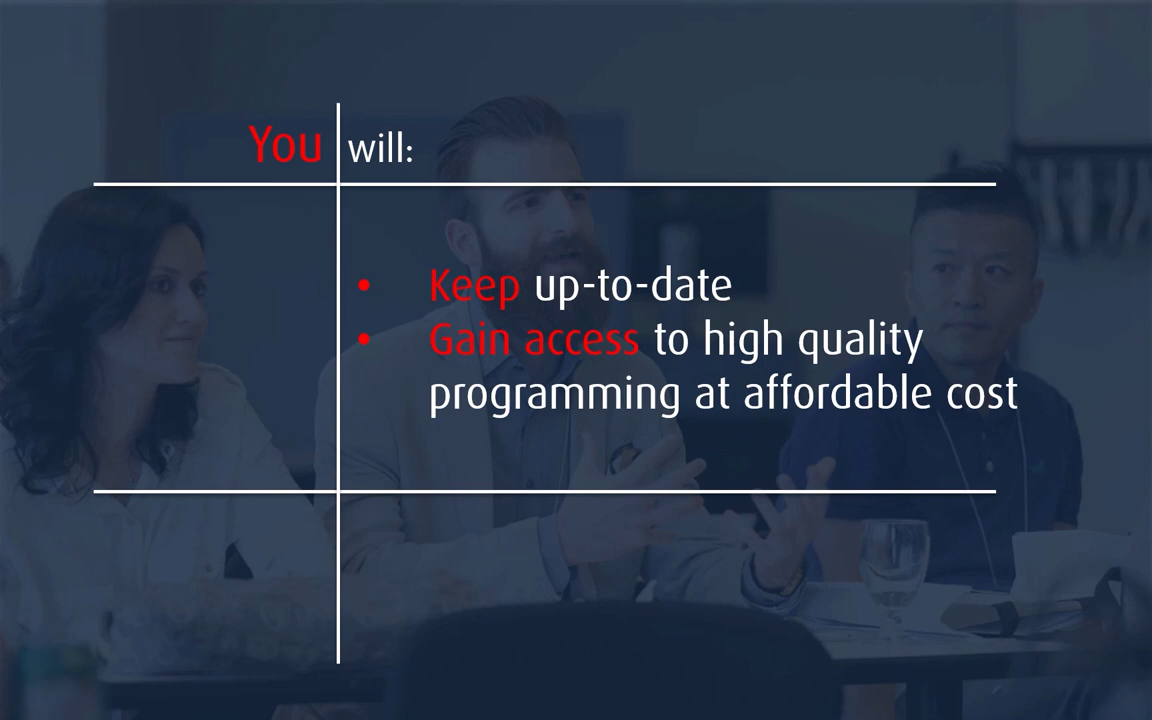 You will:
• Keep up-to-date
• Gain access to high quality
programming at affordable cost